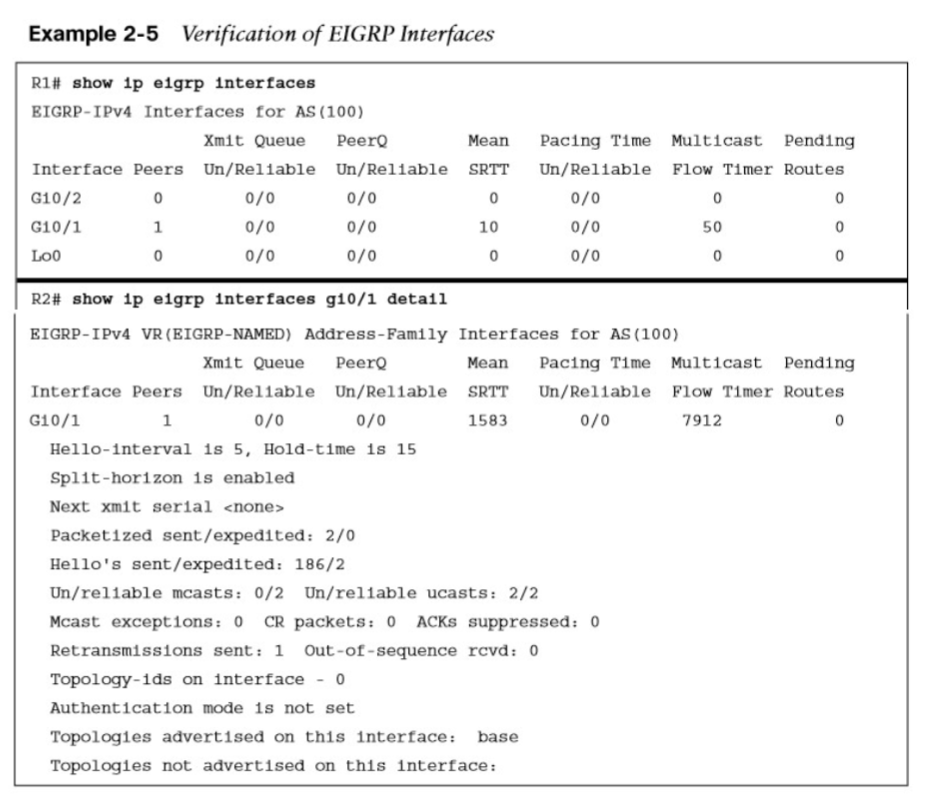 Example 2-5 Verification of EIGRP Interfaces
R1# show ip eigrp interfaces
EIGRP-IPv4 Interfaces for AS(100)
Xmit Queue PeerQ Mean Pacing Time Multicast Pending
Interface Peers Un/Reliable Un/Reliable SRTT Un/Reliable Flow Timer Routes
Gi0/2 0 0/0 0/0 0 0/0 0 0
Gi0/1 1 0/0 0/0 10 0/0 50 0
Lo0 0 0/0 0/0 0 0/0 0 0
R2# show ip eigrp interfaces gi0/1 detail
EIGRP-IPv4 VR(EIGRP-NAMED) Address-Family Interfaces for AS(100)
Xmit Queue PeerQ Mean Pacing Time Multicast Pending
Interface Peers Un/Reliable Un/Reliable SRTT Un/Reliable Flow Timer Routes
Gi0/1 1 0/0 0/0 1583 0/0 7912 0
Hello-interval is 5, Hold-time is 15
Split-horizon is enabled
Next xmit serial <none>
Packetized sent/expedited: 2/0
Hello's sent/expedited: 186/2
Un/reliable mcasts: 0/2 Un/reliable ucasts: 2/2
Mcast exceptions: 0 CR packets: 0 ACKs suppressed: 0
Retransmissions sent: 1 Out-of-sequence rcvd: 0
Topology-ids on interface - 0
Authentication mode is not set
Topologies advertised on this interface: base
Topologies not advertised on this interface: